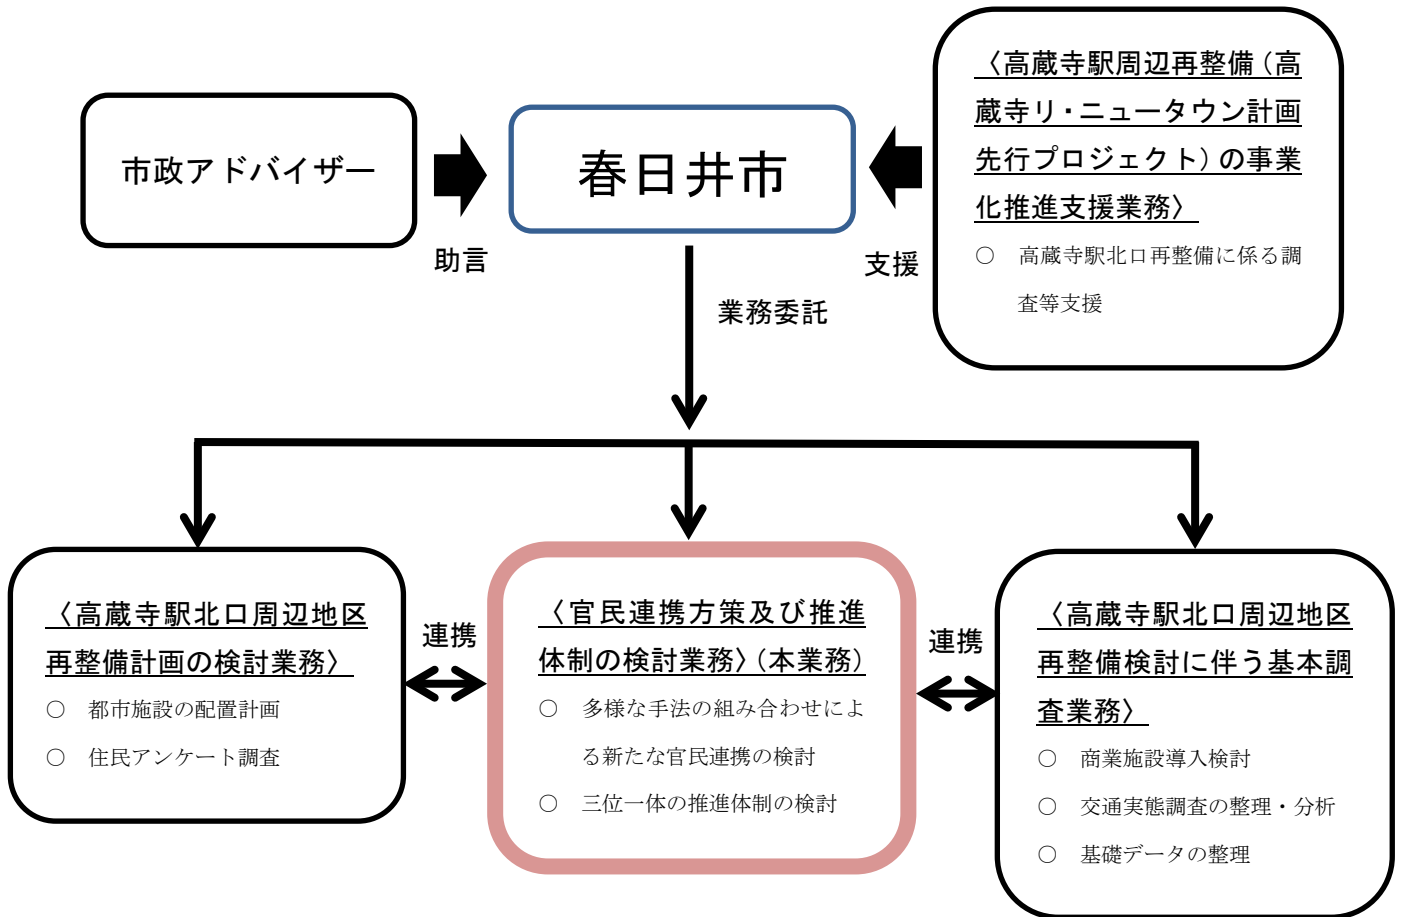 市政アドバイザー
助言
春日井市
支援
〈高蔵寺駅周辺再整備（高
蔵寺リ・ニュータウン計画
先行プロジェクト）の事業
化推進支援業務〉
○　高蔵寺駅北口再整備に係る調
査等支援
業務委託
〈高蔵寺駅北口周辺地区
再整備計画の検討業務〉
○　都市施設の配置計画
○　住民アンケート調査
連携
〈官民連携方策及び推進
体制の検討業務〉（本業務）
○　多様な手法の組み合わせによ
る新たな官民連携の検討
○　三位一体の推進体制の検討
連携
〈高蔵寺駅北口周辺地区
再整備検討に伴う基本調
査業務〉
○　商業施設導入検討
○　交通実態調査の整理・分析
○　基礎データの整理